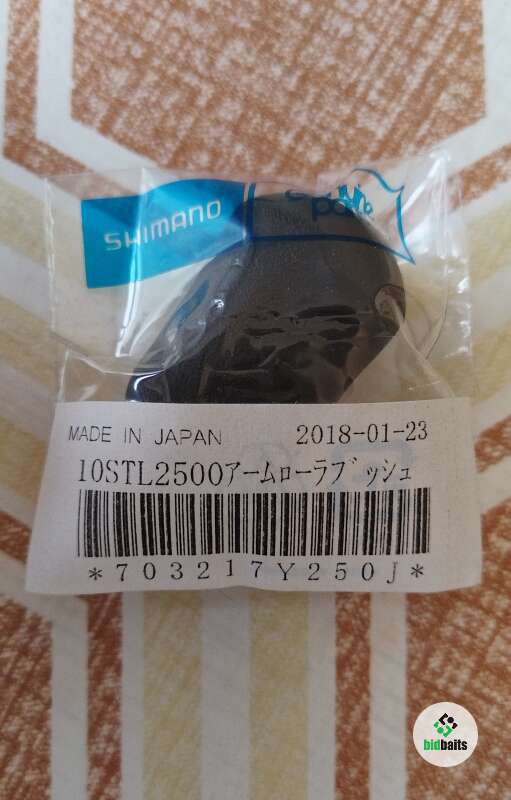 SHIMANO
MADE IN JAPAN 2018-01-23
10STL2500ｱｰﾑﾛｰﾗﾌﾞｯｼｭ
*703217Y250J*
bidbaits